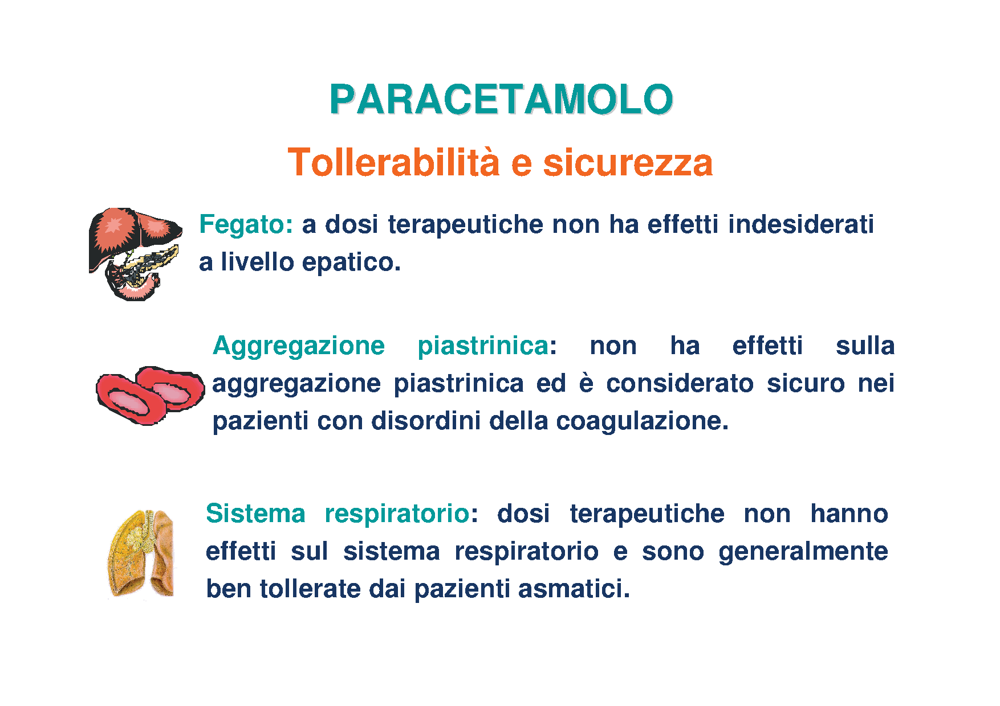 PARACETAMOLO
Tollerabilità e sicurezza
Fegato: a dosi terapeutiche non ha effetti indesiderati
a livello epatico.
Aggregazione piastrinica: non ha effetti sulla
aggregazione piastrinica ed è considerato sicuro nei
pazienti con disordini della coagulazione.
Sistema respiratorio: dosi terapeutiche non hanno
effetti sul sistema respiratorio e sono generalmente
ben tollerate dai pazienti asmatici.